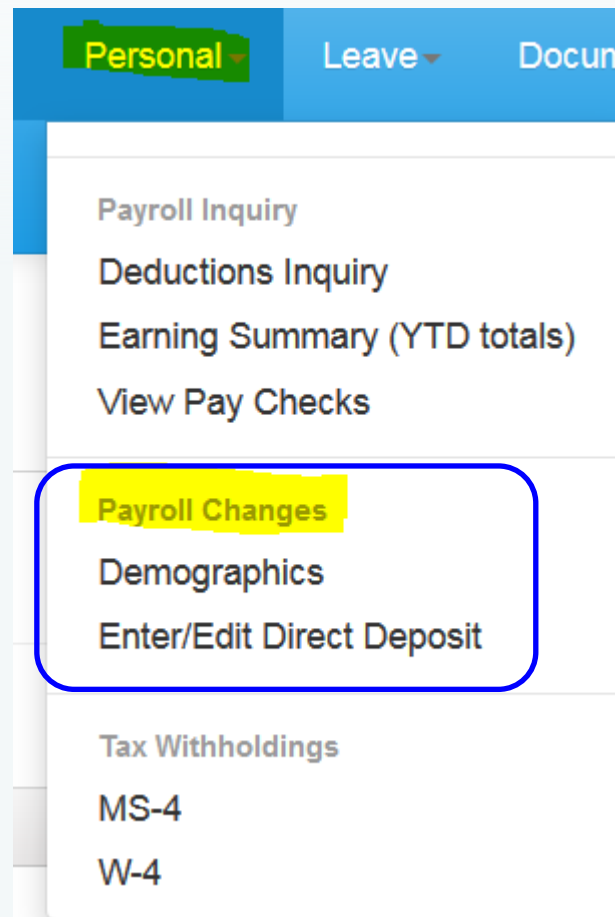 Personal Leave Docum
Payroll Inquiry
Deductions Inquiry
Earning Summary (YTD totals)
View Pay Checks
Payroll Changes
Demographics
Enter/Edit Direct Deposit
Tax Withholdings
MS-4
W-4